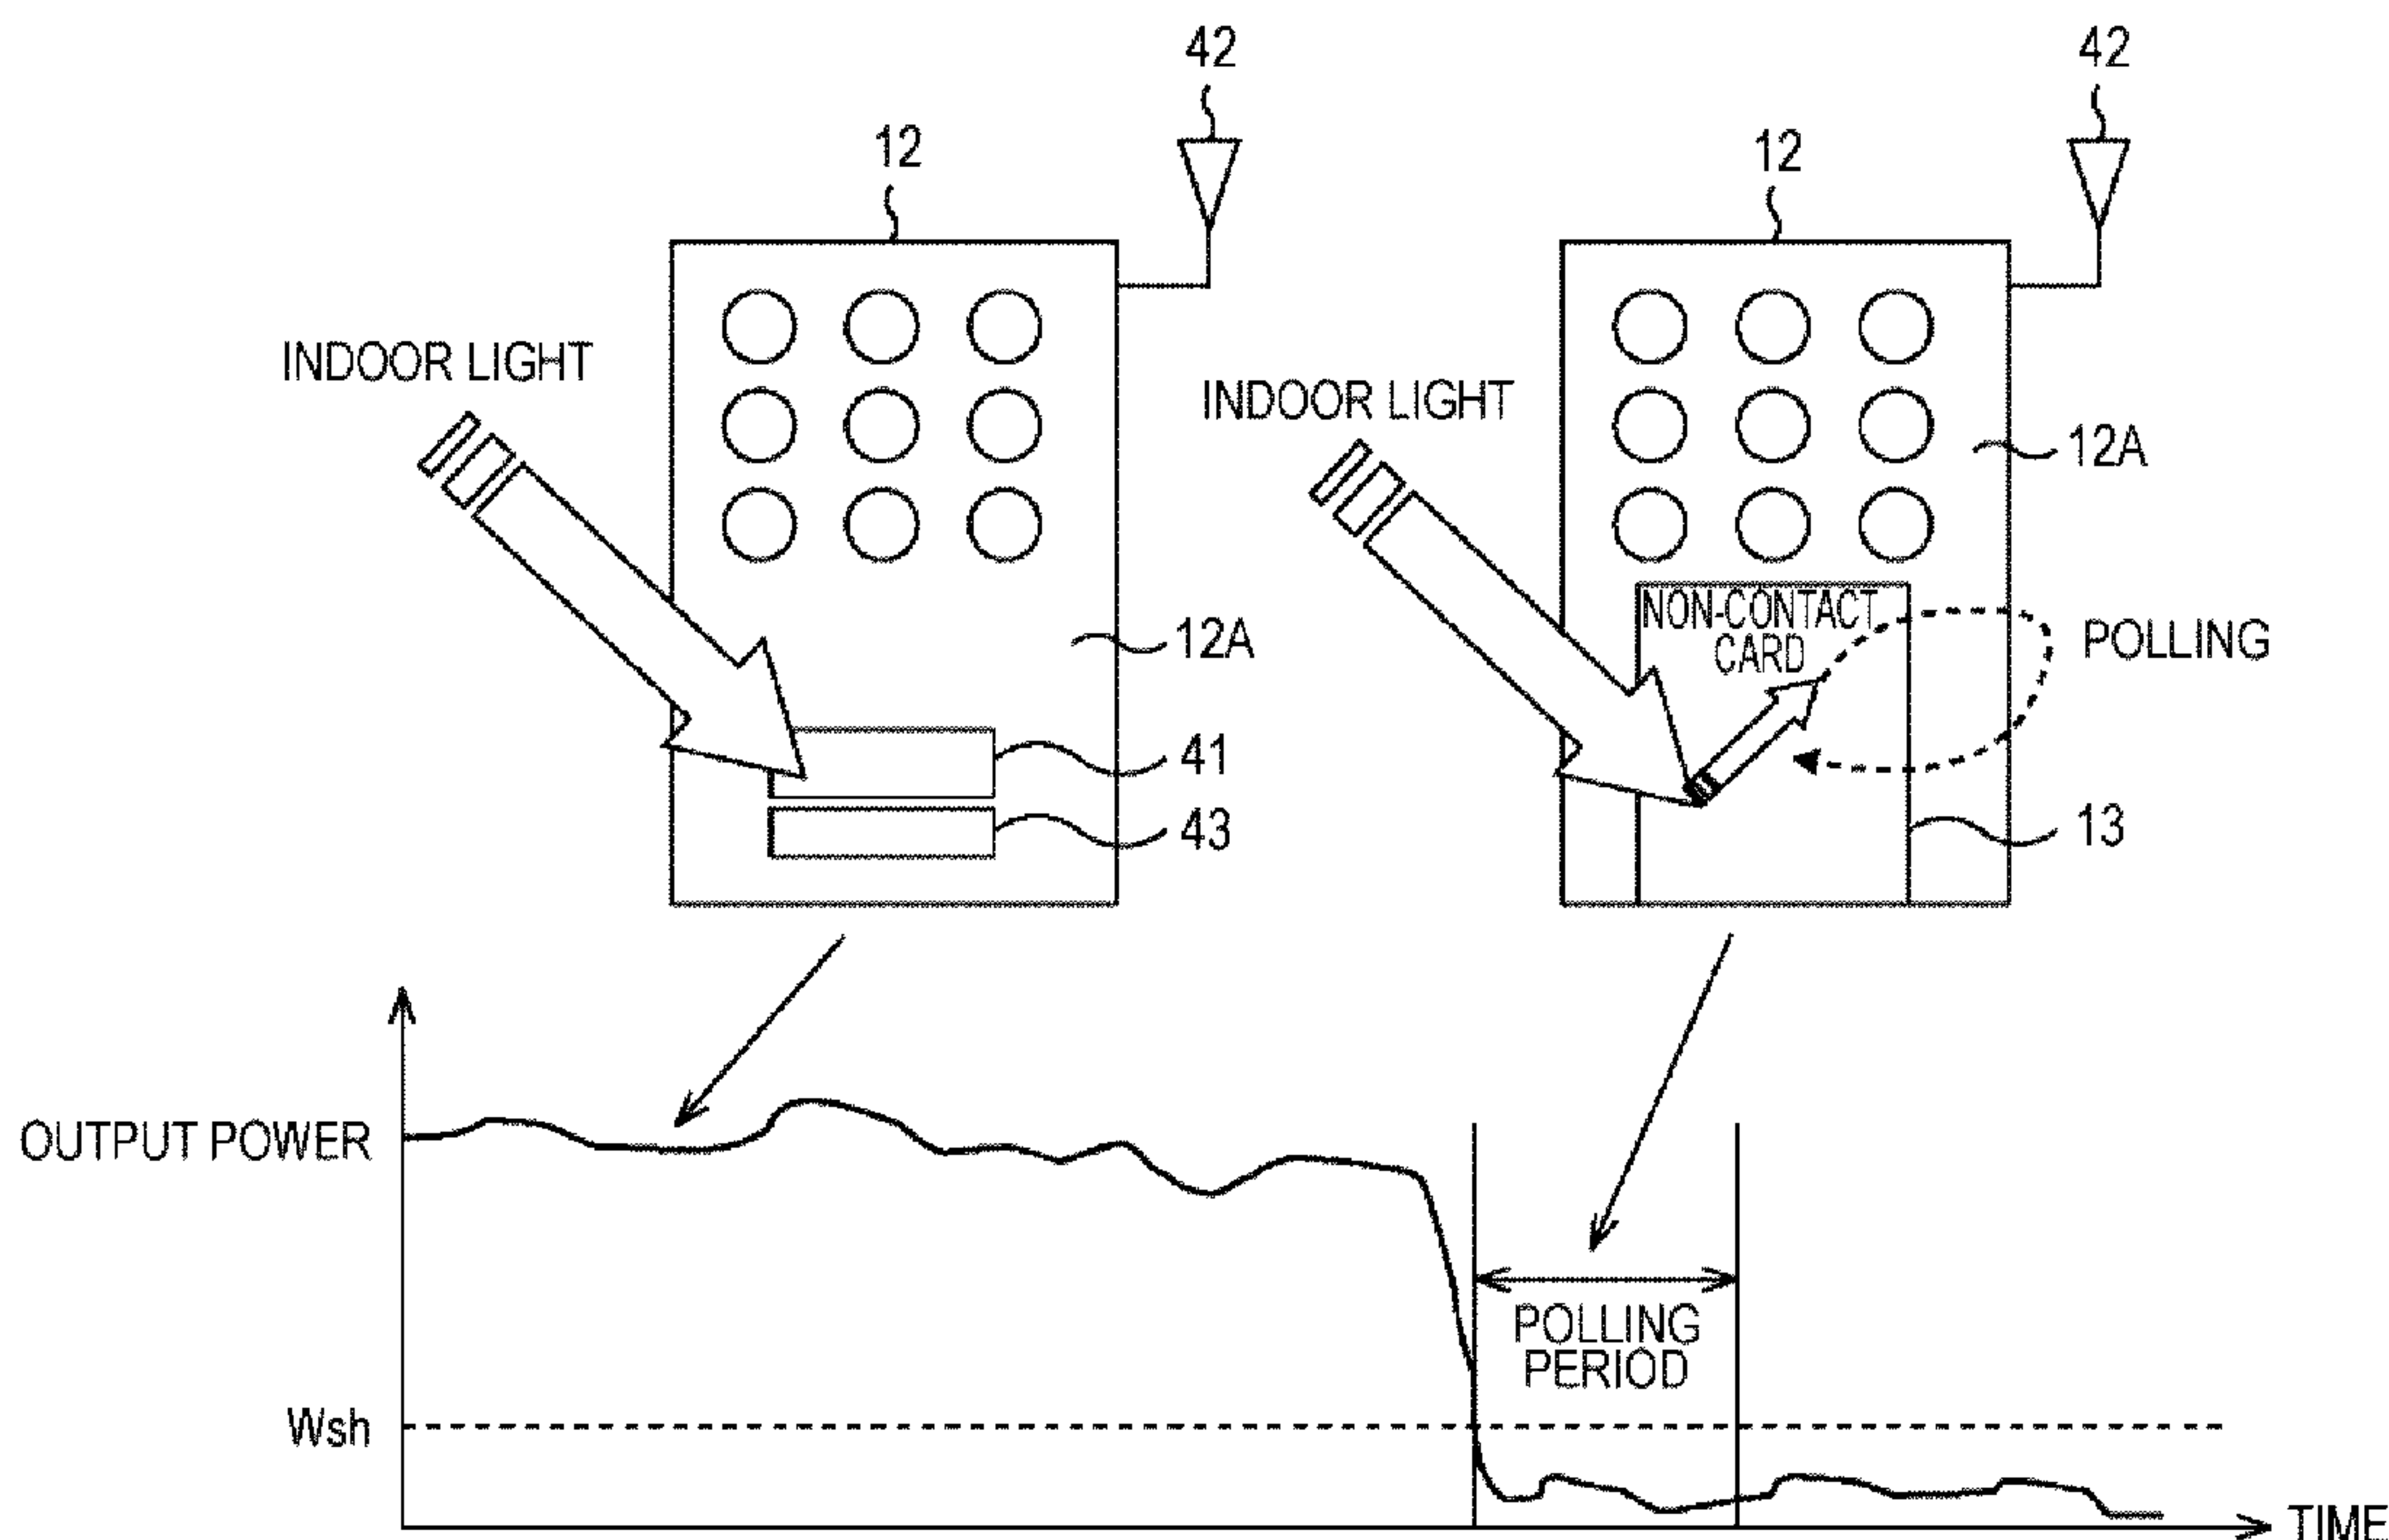 42
42
12
12
INDOOR LIGHT
INDOOR LIGHT
12A
NON-CONTACT
CARD
12A
POLLING
41
43
13
OUTPUT POWER
POLLING
PERIOD
Wsh
TIME